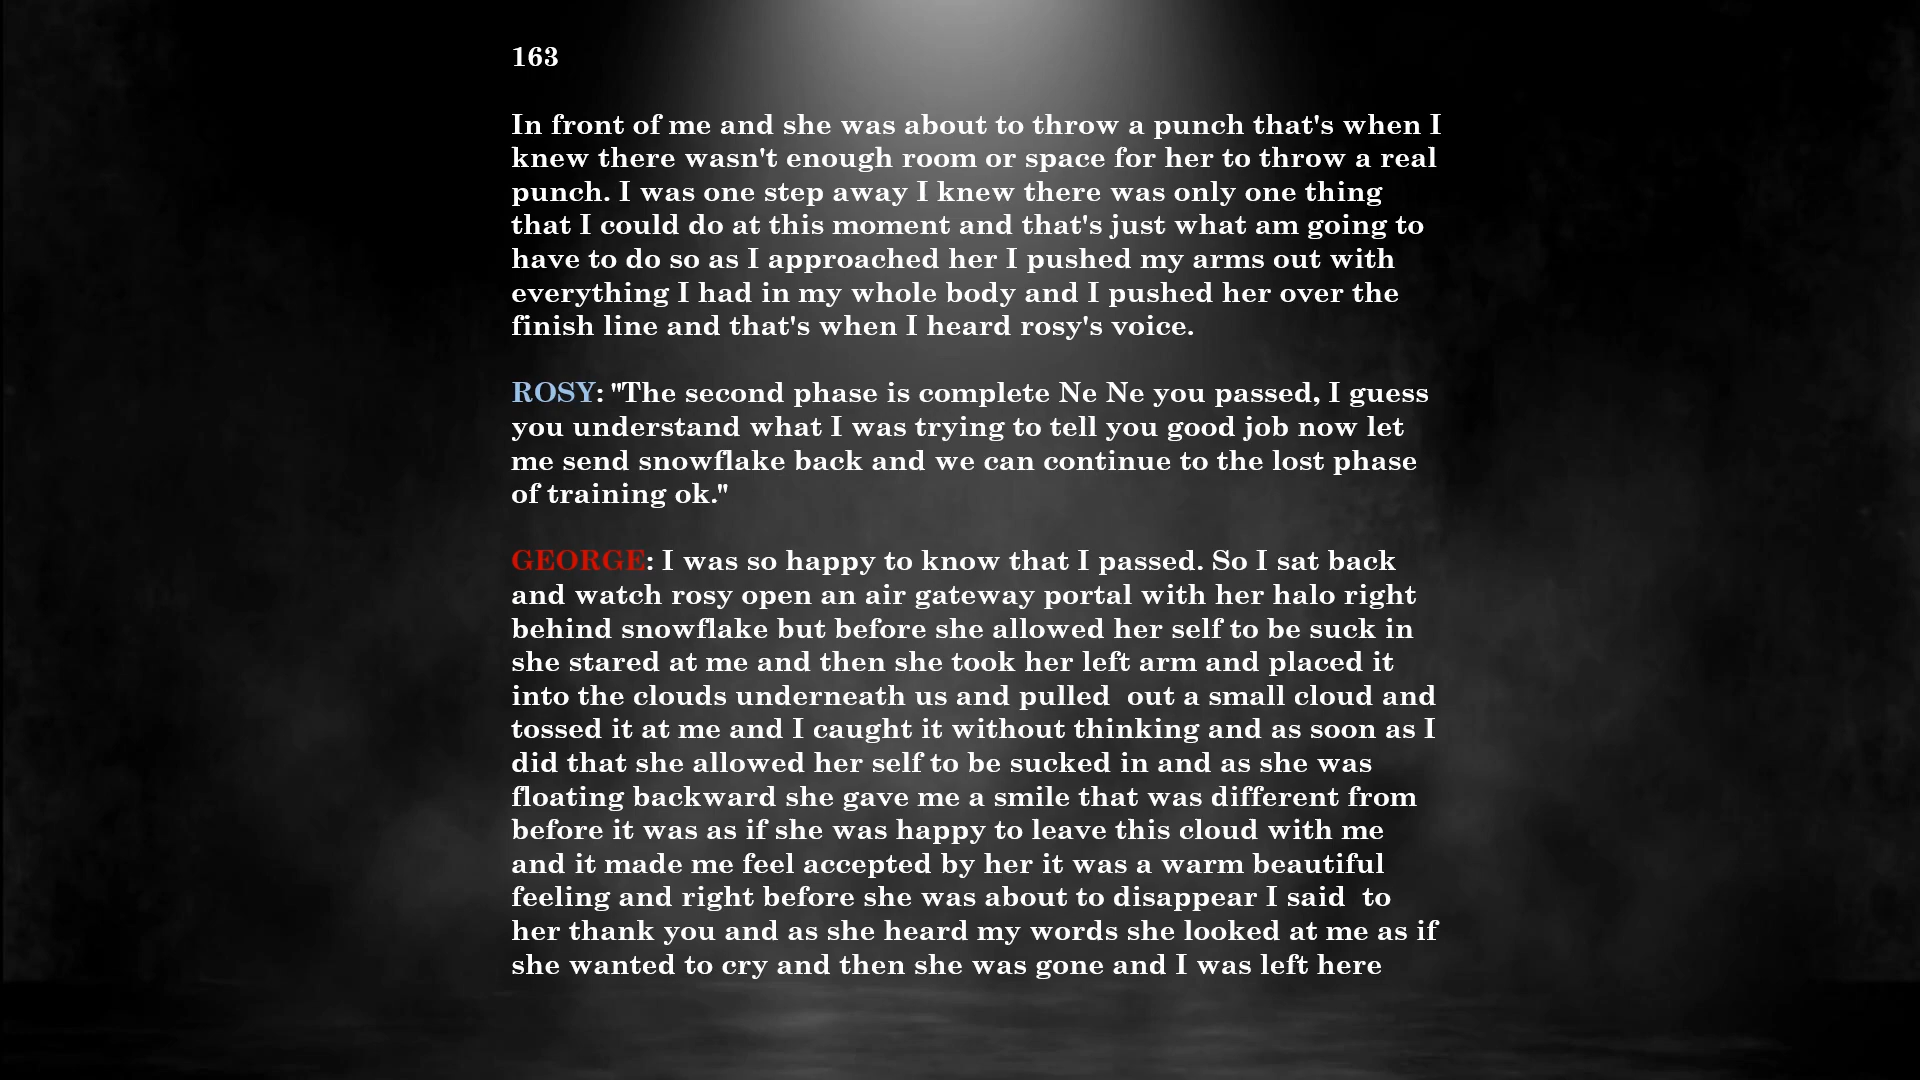 163
In front of me and she was about to throw a punch that's when I
knew there wasn't enough room or space for her to throw a real
punch. I was one step away I knew there was only one thing
that I could do at this moment and that's just what am going to
have to do so as I approached her I pushed my arms out with
everything I had in my whole body and I pushed her over the
finish line and that's when I heard rosy's voice.
ROSY: "The second phase is complete Ne Ne you passed, I guess
you understand what I was trying to tell you good job now let
me send snowflake back and we can continue to the lost phase
of training ok."
GEORGE: I was so happy to know that I passed. So I sat back
and watch rosy open an air gateway portal with her halo right
behind snowflake but before she allowed her self to be suck in
she stared at me and then she took her left arm and placed it
into the clouds underneath us and pulled  out a small cloud and
tossed it at me and I caught it without thinking and as soon as I
did that she allowed her self to be sucked in and as she was
floating backward she gave me a smile that was different from
before it was as if she was happy to leave this cloud with me
and it made me feel accepted by her it was a warm beautiful
feeling and right before she was about to disappear I said  to
her thank you and as she heard my words she looked at me as if
she wanted to cry and then she was gone and I was left here